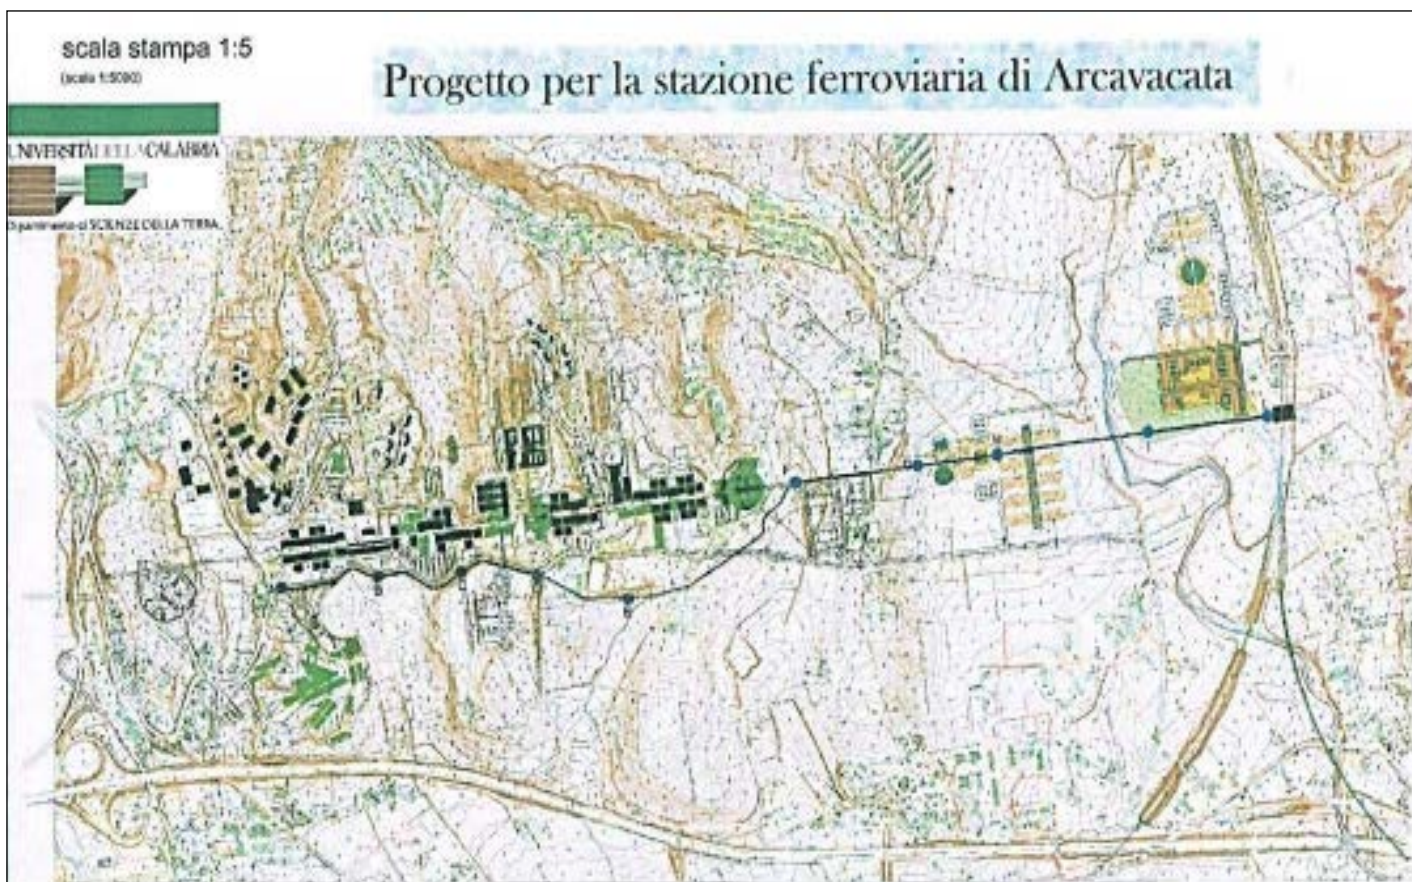 scala stampa 1:5
(scala 1:5000)
Progetto per la stazione ferroviaria di Arcavacata
UNIVERSITÀ DELLA CALABRIA
Dipartimento di SCIENZE DELLA TERRA